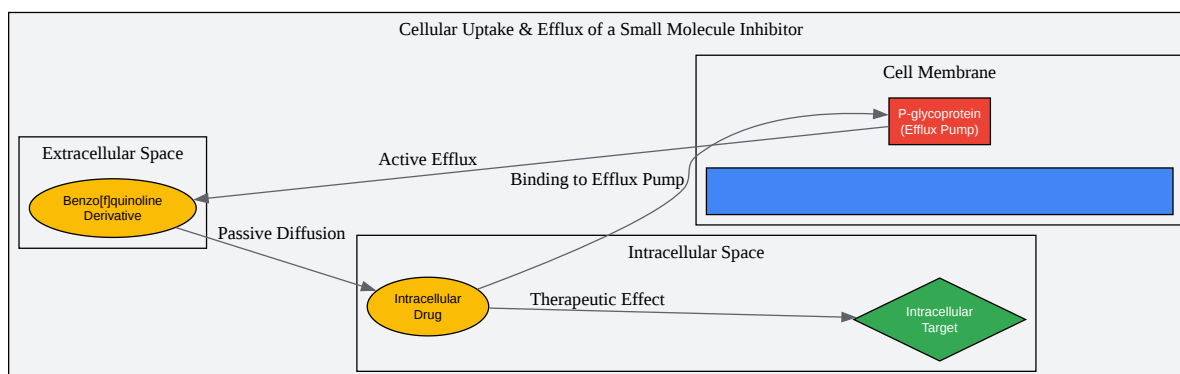 Cellular Uptake & Efflux of a Small Molecule Inhibitor
Cell Membrane
P-glycoprotein
(Efflux Pump)
Extracellular Space
Active Efflux
Binding to Efflux Pump
Benzo[f]quinoline
Derivative
Passive Diffusion
Intracellular Space
Intracellular
Drug
Therapeutic Effect
Intracellular
Target